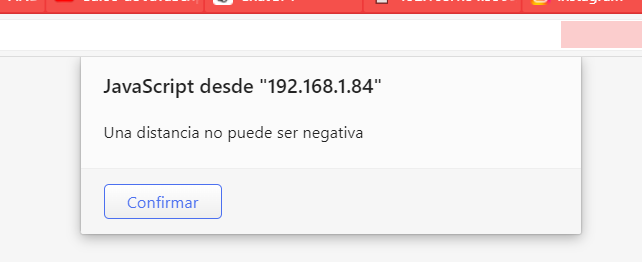 JavaScript desde "192.168.1.84"
Una distancia no puede ser negativa
Confirmar